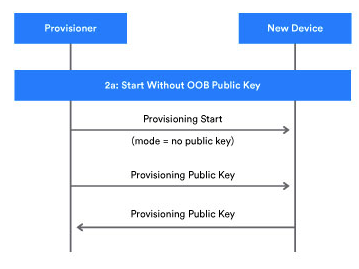 Provisioner
New Device
2a: Start Without OOB Public Key
Provisioning Start
(mode = no public key)
Provisioning Public Key
Provisioning Public Key